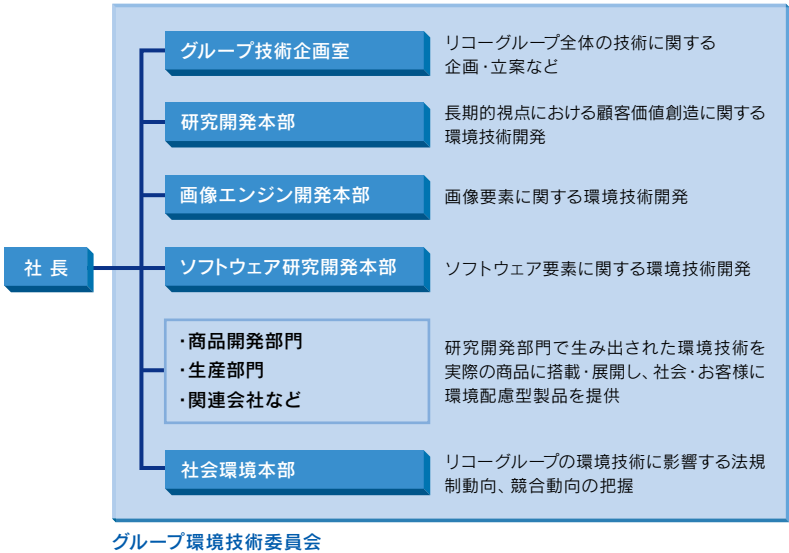 グループ技術企画室
リコーグループ全体の技術に関する
企画・立案など
研究開発本部
長期的視点における顧客価値創造に関する
環境技術開発
画像エンジン開発本部
画像要素に関する環境技術開発
社 長
ソフトウェア研究開発本部
ソフトウェア要素に関する環境技術開発
・商品開発部門
・生産部門
・関連会社など
研究開発部門で生み出された環境技術を
実際の商品に搭載・展開し、社会・お客様に
環境配慮型製品を提供
社会環境本部
リコーグループの環境技術に影響する法規
制動向、競合動向の把握
グループ環境技術委員会